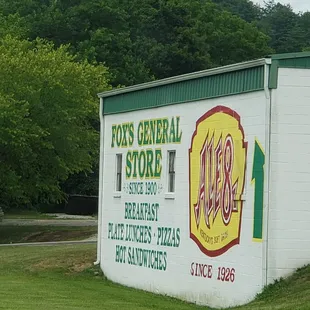 FOX'S GENERAL
STORE
SINCE 1900
BREAKFAST
PLATE LUNCHES · PIZZAS
HOT SANDWICHES
ALE 8
SINCE 1926